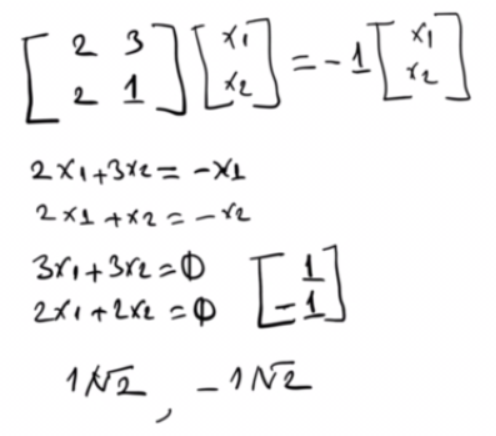 [2 3; 2 1] [x1; x2] = -1 [x1; x2]
2x1+3x2 = -x1
2x1+x2 = -x2
3x1+3x2 = 0
2x1+2x2 = 0 [1; -1]
1√2, -1√2